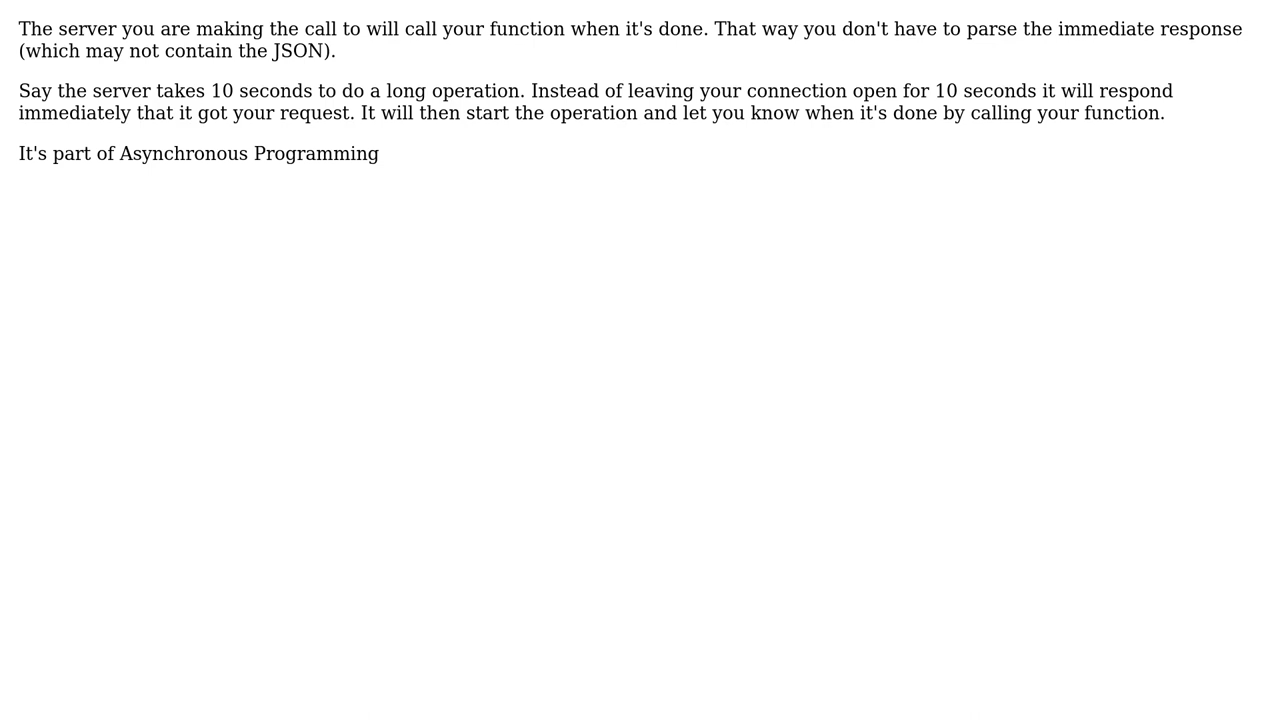 The server you are making the call to will call your function when it's done. That way you don't have to parse the immediate response
(which may not contain the JSON).
Say the server takes 10 seconds to do a long operation. Instead of leaving your connection open for 10 seconds it will respond
immediately that it got your request. It will then start the operation and let you know when it's done by calling your function.
It's part of Asynchronous Programming